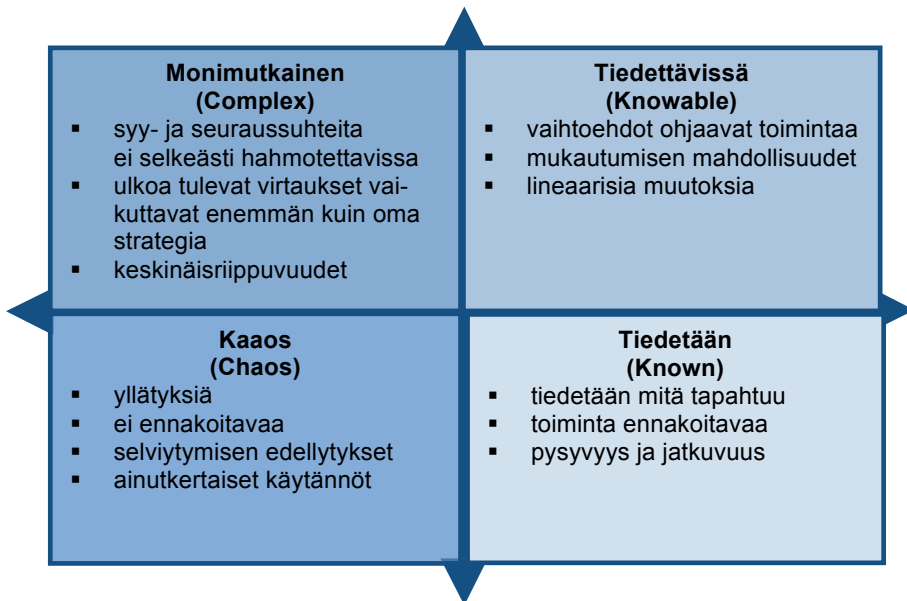 Monimutkainen
(Complex)
▪ syy- ja seuraussuhteita
ei selkeästi hahmotettavissa
▪ ulkoa tulevat virtaukset vai-
kuttavat enemmän kuin oma
strategia
▪ keskinäisriippuvuudet
Tiedettävissä
(Knowable)
▪ vaihtoehdot ohjaavat toimintaa
▪ mukautumisen mahdollisuudet
▪ lineaarisia muutoksia
Kaaos
(Chaos)
▪ yllätyksiä
▪ ei ennakoitavaa
▪ selviytymisen edellytykset
▪ ainutkertaiset käytännöt
Tiedetään
(Known)
▪ tiedetään mitä tapahtuu
▪ toiminta ennakoitavaa
▪ pysyvyys ja jatkuvuus